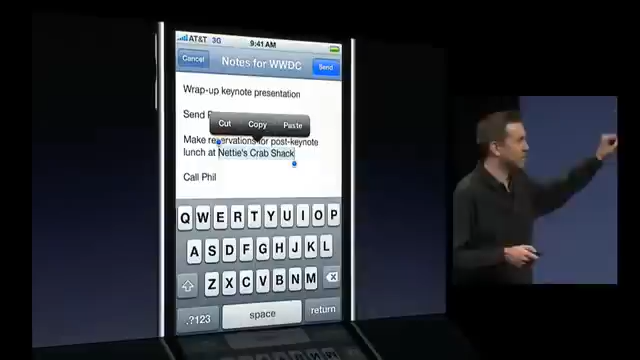 AT&T 3G 9:41 AM
Cancel Notes for WWDC Send
Wrap-up keynote presentation
Send
Cut Copy Paste
Make reservations for post-keynote
lunch at Nettie's Crab Shack
Call Phil
Q W E R T Y U I O P
A S D F G H J K L
Z X C V B N M
.?123 space return